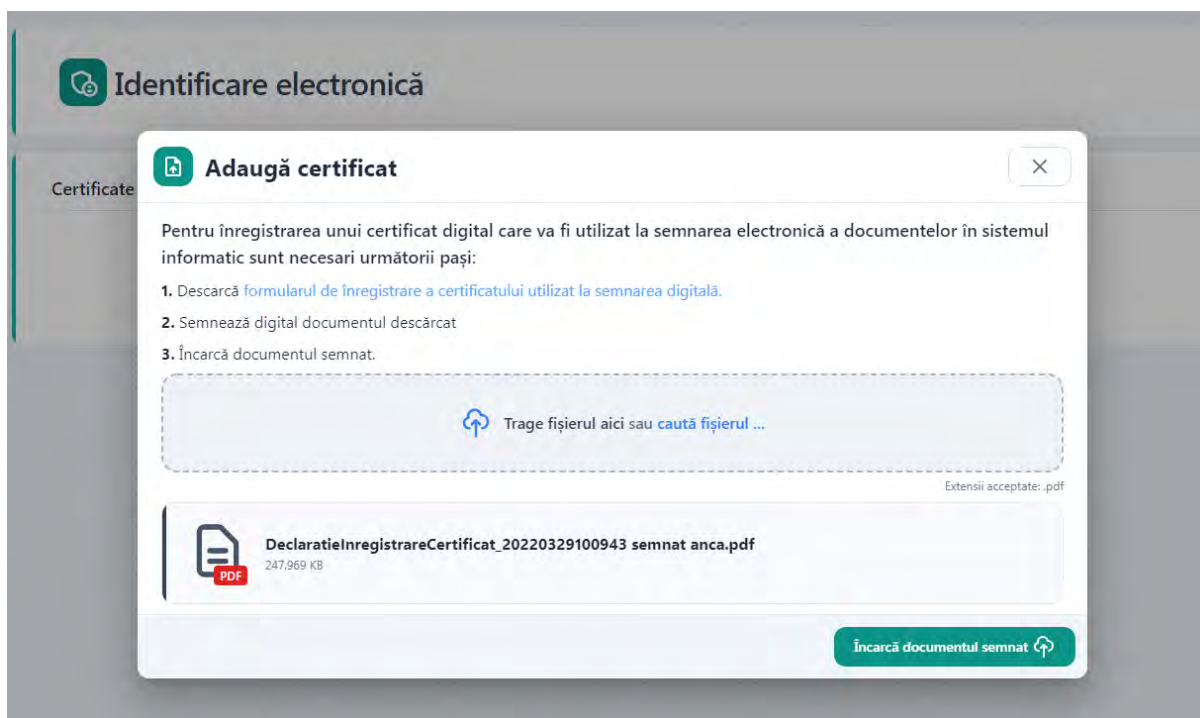 Identificare electronică
Adaugă certificat
Certificate
Pentru înregistrarea unui certificat digital care va fi utilizat la semnarea electronică a documentelor în sistemul
informatic sunt necesari următorii pași:
1. Descarcă formularul de înregistrare a certificatului utilizat la semnarea digitală.
2. Semnează digital documentul descărcat
3. Încarcă documentul semnat.
Trage fișierul aici sau caută fișierul ...
Extensii acceptate: .pdf
DeclaratieInregistrareCertificat_20220329100943 semnat anca.pdf
247.969 KB
PDF
Încarcă documentul semnat